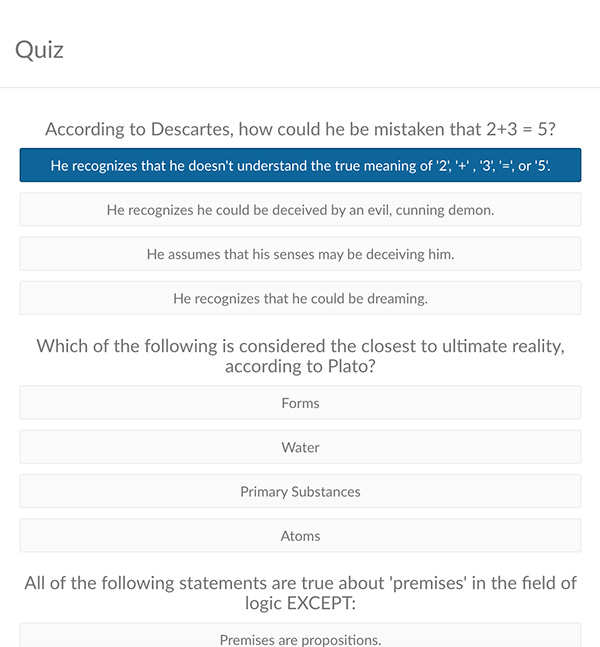 Quiz
According to Descartes, how could he be mistaken that 2+3 = 5?
He recognizes that he doesn't understand the true meaning of '2', '+' , '3', '=', or '5'.
He recognizes he could be deceived by an evil, cunning demon.
He assumes that his senses may be deceiving him.
He recognizes that he could be dreaming.
Which of the following is considered the closest to ultimate reality,
according to Plato?
Forms
Water
Primary Substances
Atoms
All of the following statements are true about 'premises' in the field of
logic EXCEPT:
Premises are propositions.